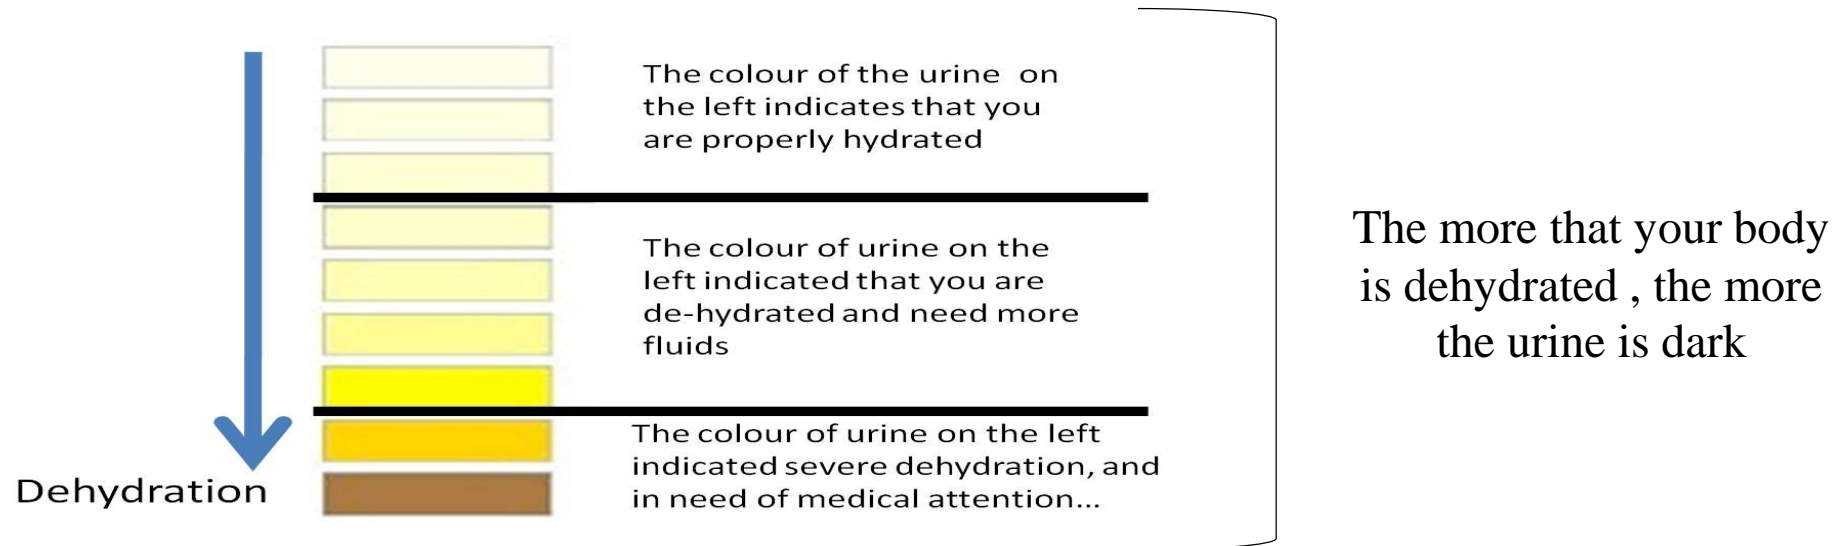 The colour of the urine on
the left indicates that you
are properly hydrated
The colour of urine on the
left indicated that you are
de-hydrated and need more
fluids
The colour of urine on the left
indicated severe dehydration, and
in need of medical attention...
Dehydration
The more that your body
is dehydrated , the more
the urine is dark